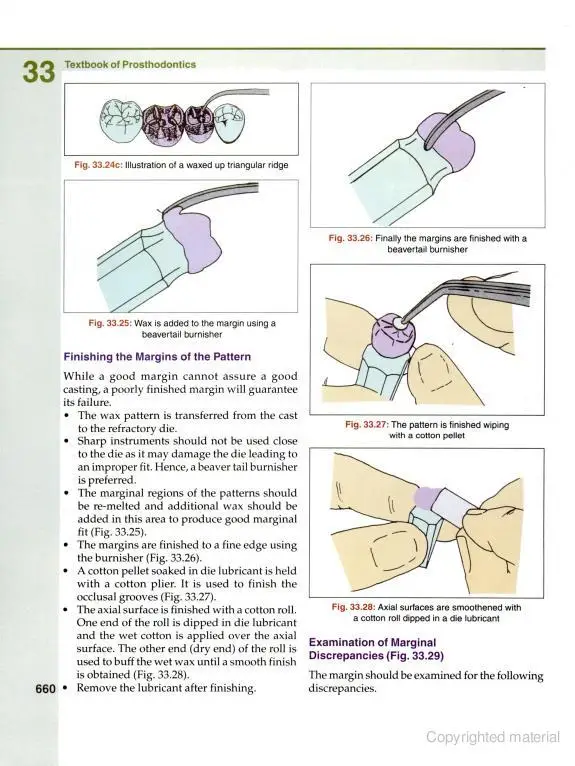 33
Textbook of Prosthodontics
Fig. 33.24c: Illustration of a waxed up triangular ridge
Fig. 33.25: Wax is added to the margin using a
beavertail burnisher
Finishing the Margins of the Pattern
While a good margin cannot assure a good
casting, a poorly finished margin will guarantee
its failure.
• The wax pattern is transferred from the cast
to the refractory die.
• Sharp instruments should not be used close
to the die as it may damage the die leading to
an improper fit. Hence, a beaver tail burnisher
is preferred.
• The marginal regions of the patterns should
be re-melted and additional wax should be
added in this area to produce good marginal
fit (Fig. 33.25).
• The margins are finished to a fine edge using
the burnisher (Fig. 33.26).
• A cotton pellet soaked in die lubricant is held
with a cotton plier. It is used to finish the
occlusal grooves (Fig. 33.27).
• The axial surface is finished with a cotton roll.
One end of the roll is dipped in die lubricant
and the wet cotton is applied over the axial
surface. The other end (dry end) of the roll is
used to buff the wet wax until a smooth finish
is obtained (Fig. 33.28).
• Remove the lubricant after finishing.
660
Fig. 33.26: Finally the margins are finished with a
beavertail burnisher
Fig. 33.27: The pattern is finished wiping
with a cotton pellet
Fig. 33.28: Axial surfaces are smoothened with
a cotton roll dipped in a die lubricant
Examination of Marginal
Discrepancies (Fig. 33.29)
The margin should be examined for the following
discrepancies.
Copyrighted material